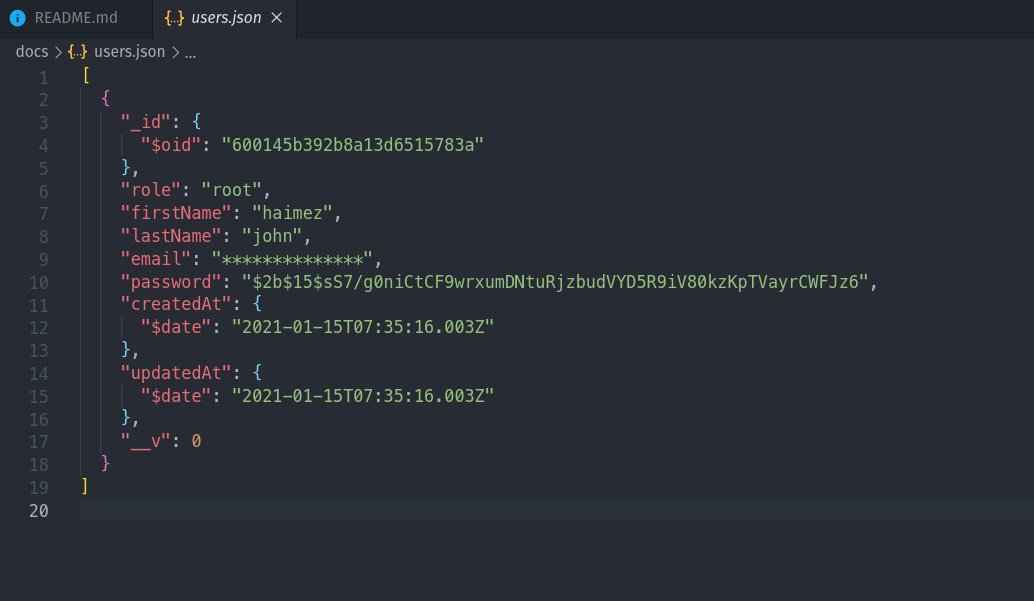 README.md
{...} users.json ×
docs > {...} users.json > ...
1 [
2 {
3 "_id": {
4 "$oid": "600145b392b8a13d6515783a"
5 },
6 "role": "root",
7 "firstName": "haimez",
8 "lastName": "john",
9 "email": "**************",
10 "password": "$2b$15$sS7/g0niCtCF9wrxumDNtuRjzbudVYD5R9iV80kzKpTVayrCWFJz6",
11 "createdAt": {
12 "$date": "2021-01-15T07:35:16.003Z"
13 },
14 "updatedAt": {
15 "$date": "2021-01-15T07:35:16.003Z"
16 },
17 "__v": 0
18 }
19 ]
20